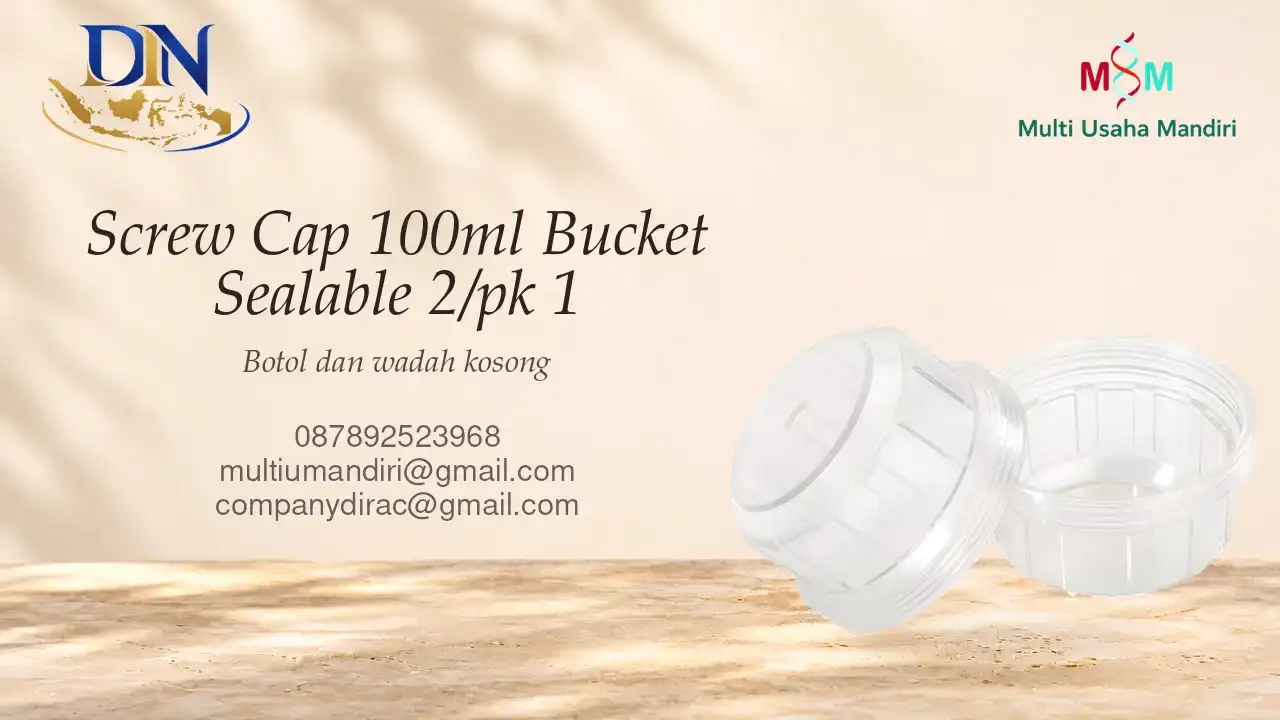 DN
M M
Multi Usaha Mandiri
Screw Cap 100ml Bucket
Sealable 2/pk 1
Botol dan wadah kosong
087892523968
multiumandiri@gmail.com
companydirac@gmail.com